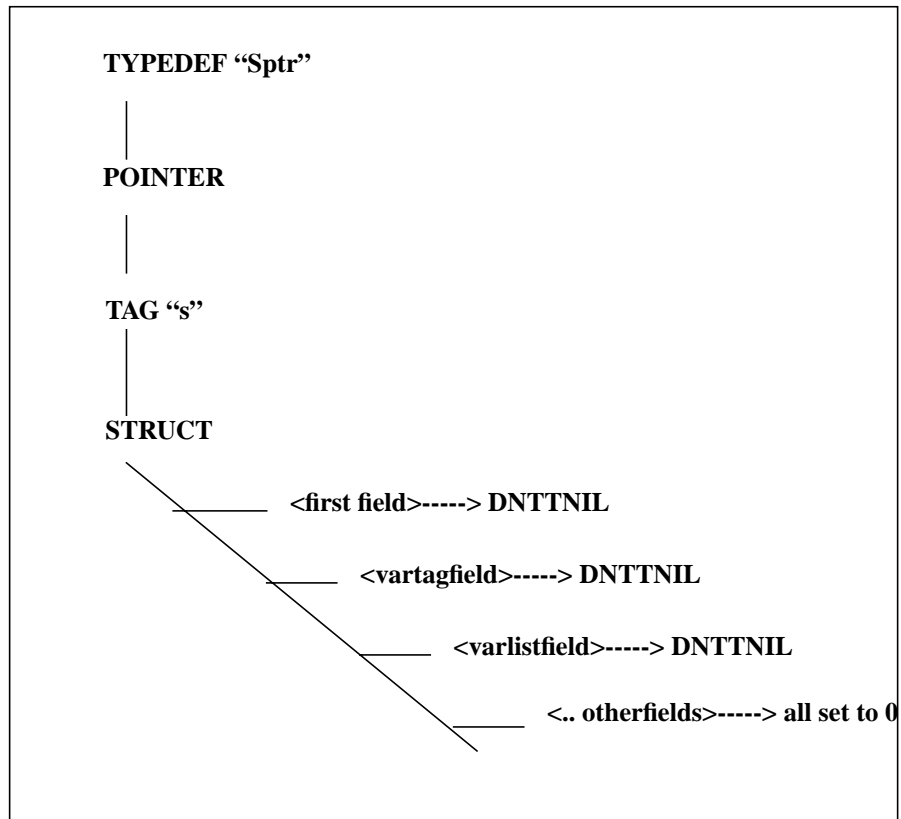 TYPEDEF “Sptr”
POINTER
TAG “s”
STRUCT
<first field>-----> DNTTNIL
<vartagfield>-----> DNTTNIL
<varlistfield>-----> DNTTNIL
<.. otherfields>-----> all set to 0